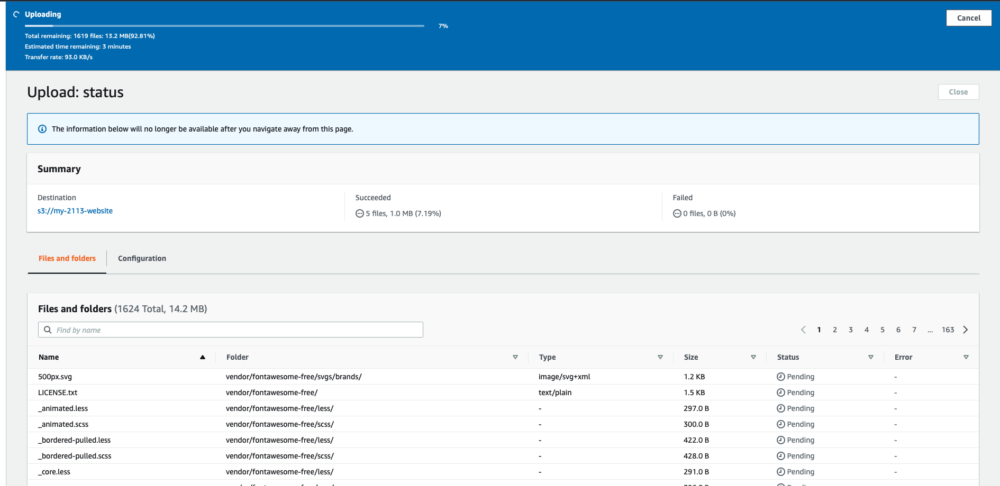 Uploading
Cancel
7%
Total remaining: 1619 files: 13.2 MB(92.81%)
Estimated time remaining: 3 minutes
Transfer rate: 93.0 KB/s
Upload: status
Close
The information below will no longer be available after you navigate away from this page.
Summary
Destination Succeeded Failed
s3://my-2113-website 5 files, 1.0 MB (7.19%) 0 files, 0 B (0%)
Files and folders Configuration
Files and folders (1624 Total, 14.2 MB)
Find by name 1 2 3 4 5 6 7 ... 163
Name Folder Type Size Status Error
500px.svg vendor/fontawesome-free/svgs/brands/ image/svg+xml 1.2 KB Pending -
LICENSE.txt vendor/fontawesome-free/ text/plain 1.5 KB Pending -
_animated.less vendor/fontawesome-free/less/ - 297.0 B Pending -
_animated.scss vendor/fontawesome-free/scss/ - 300.0 B Pending -
_bordered-pulled.less vendor/fontawesome-free/less/ - 422.0 B Pending -
_bordered-pulled.scss vendor/fontawesome-free/scss/ - 428.0 B Pending -
_core.less vendor/fontawesome-free/less/ - 291.0 B Pending -